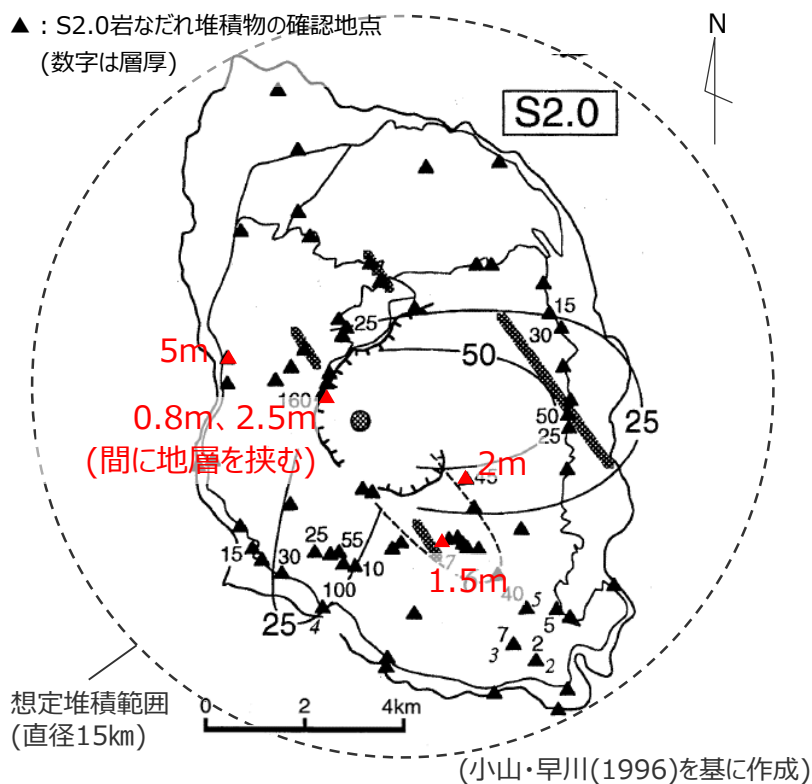 ▲ : S2.0岩なだれ堆積物の確認地点
(数字は層厚)
N
S2.0
25
15
30
50
5m
160
0.8m、2.5m
(間に地層を挟む)
50
25
25
2m
45
15
25
55
30
10
7
1.5m
40
100
25
4
5
5
7
3
2
2
想定堆積範囲
(直径15㎞)
0 2 4km
(小山・早川(1996)を基に作成)